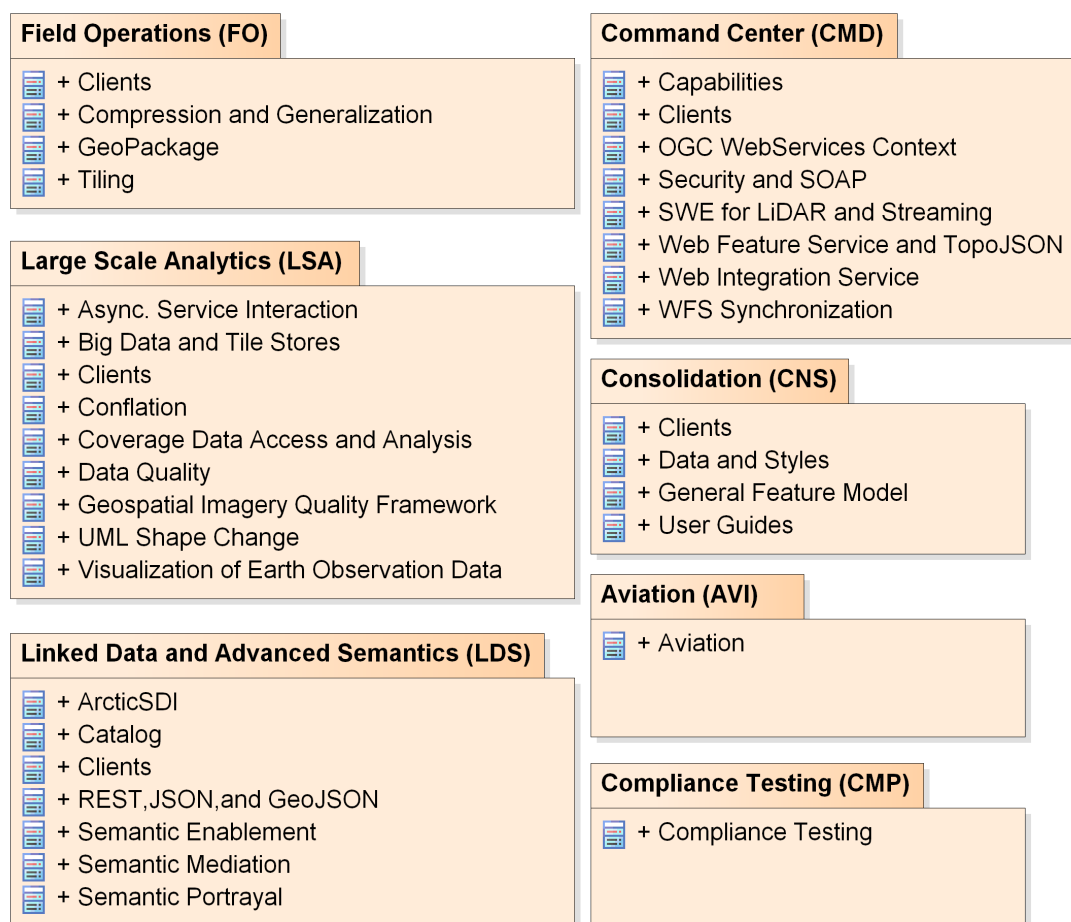 Field Operations (FO)
+ Clients
+ Compression and Generalization
+ GeoPackage
+ Tiling
Large Scale Analytics (LSA)
+ Async. Service Interaction
+ Big Data and Tile Stores
+ Clients
+ Conflation
+ Coverage Data Access and Analysis
+ Data Quality
+ Geospatial Imagery Quality Framework
+ UML Shape Change
+ Visualization of Earth Observation Data
Linked Data and Advanced Semantics (LDS)
+ ArcticSDI
+ Catalog
+ Clients
+ REST,JSON,and GeoJSON
+ Semantic Enablement
+ Semantic Mediation
+ Semantic Portrayal
Command Center (CMD)
+ Capabilities
+ Clients
+ OGC WebServices Context
+ Security and SOAP
+ SWE for LiDAR and Streaming
+ Web Feature Service and TopoJSON
+ Web Integration Service
+ WFS Synchronization
Consolidation (CNS)
+ Clients
+ Data and Styles
+ General Feature Model
+ User Guides
Aviation (AVI)
+ Aviation
Compliance Testing (CMP)
+ Compliance Testing